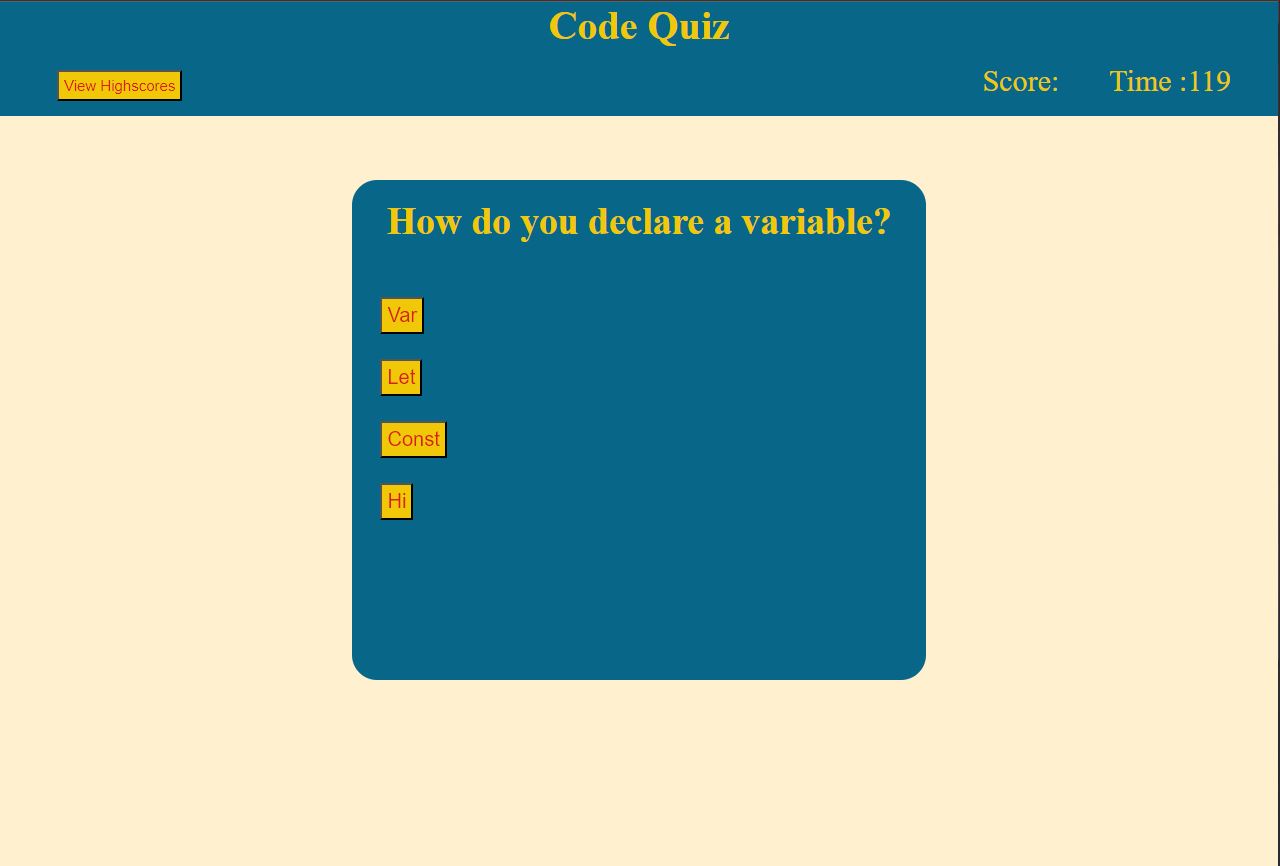 Code Quiz
View Highscores
Score:
Time :119
How do you declare a variable?
Var
Let
Const
Hi